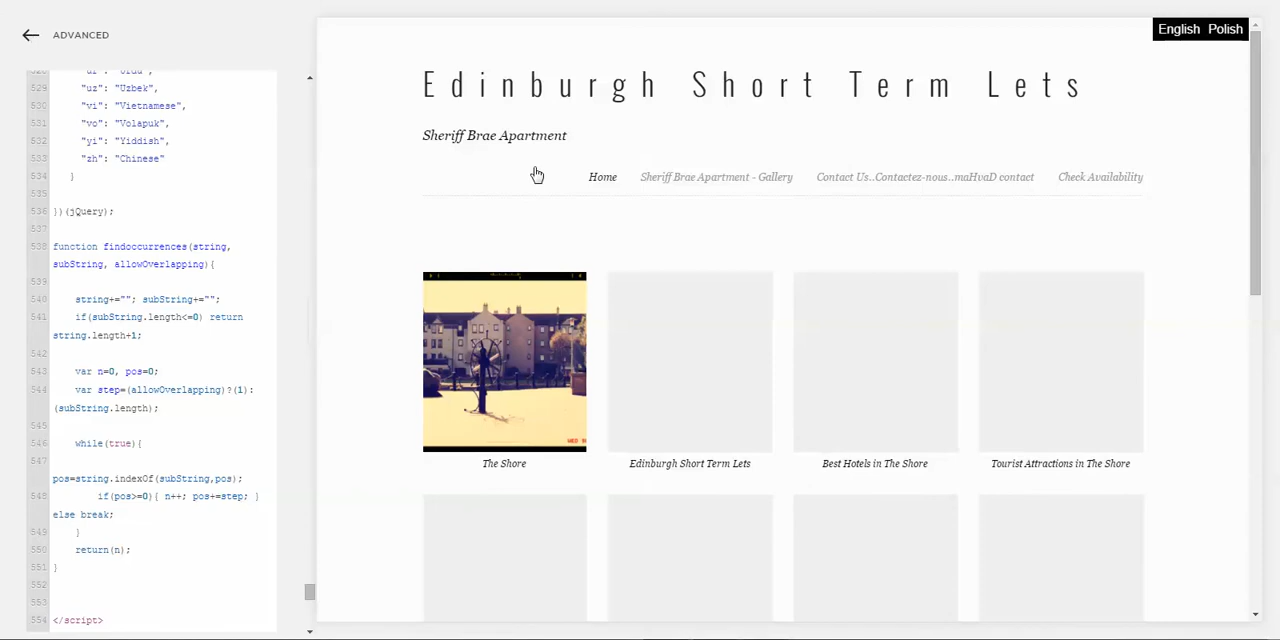 ADVANCED
English Polish
529 "uz": "Uzbek",
530 "vi": "Vietnamese",
531 "vo": "Volapuk",
532 "yi": "Yiddish",
533 "zh": "Chinese"
534 }
535
536 })(jQuery);
537
538 function findoccurrences(string,
subString, allowOverlapping){
539
540 string+=""; subString+="";
541 if(subString.length<=0) return
string.length+1;
542
543 var n=0, pos=0;
544 var step=(allowOverlapping)?(1):
(subString.length);
545
546 while(true){
547
pos=string.indexOf(subString,pos);
548 if(pos>=0){ n++; pos+=step; }
else break;
549 }
550 return(n);
551 }
552
553
554 </script>
Edinburgh Short Term Lets
Sheriff Brae Apartment
Home Sheriff Brae Apartment - Gallery Contact Us..Contactez-nous..maHvaD contact Check Availability
The Shore Edinburgh Short Term Lets Best Hotels in The Shore Tourist Attractions in The Shore